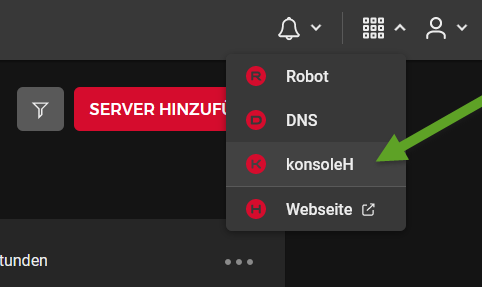 R Robot
SERVER HINZUFÜ
D DNS
K konsoleH
H Webseite
tunden